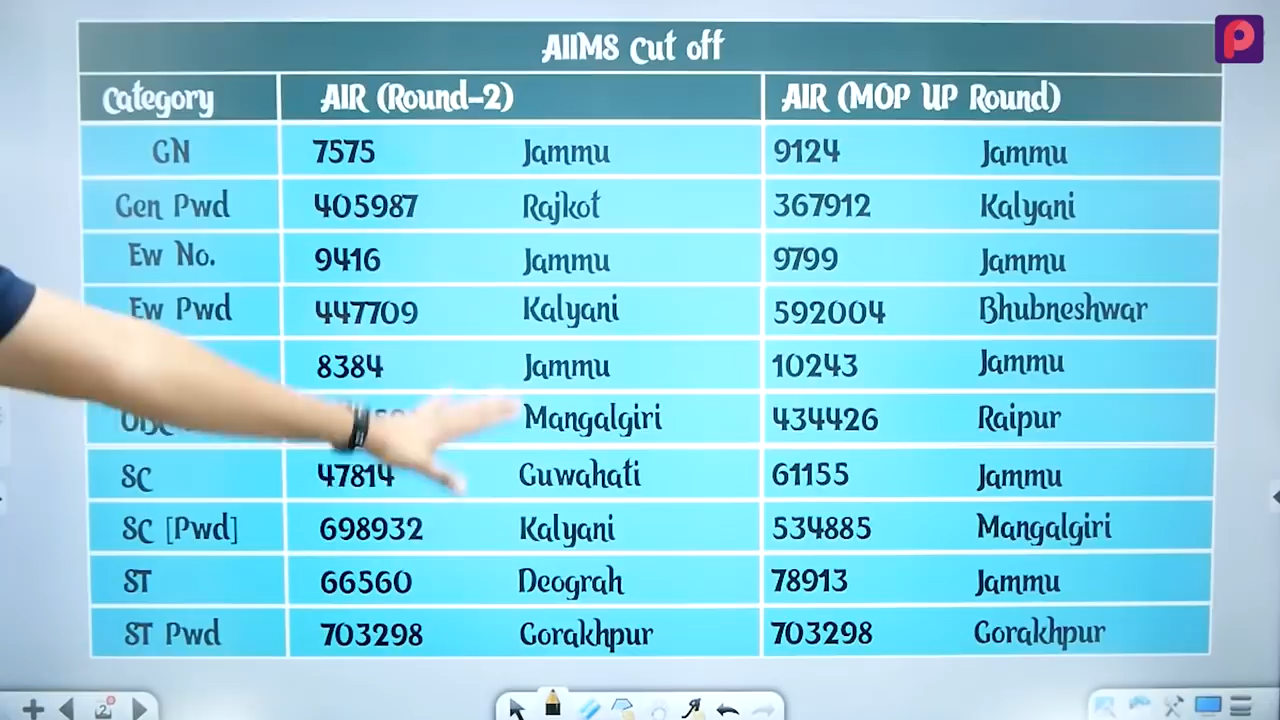 AIIMS Cut off
Category AIR (Round-2) AIR (MOP UP Round)
GN 7575 Jammu 9124 Jammu
Gen Pwd 405987 Rajkot 367912 Kalyani
Ew No. 9416 Jammu 9799 Jammu
Ew Pwd 447709 Kalyani 592004 Bhubneshwar
8384 Jammu 10243 Jammu
Mangalgiri 434426 Raipur
SC 47814 Guwahati 61155 Jammu
SC [Pwd] 698932 Kalyani 534885 Mangalgiri
ST 66560 Deograh 78913 Jammu
ST Pwd 703298 Gorakhpur 703298 Gorakhpur